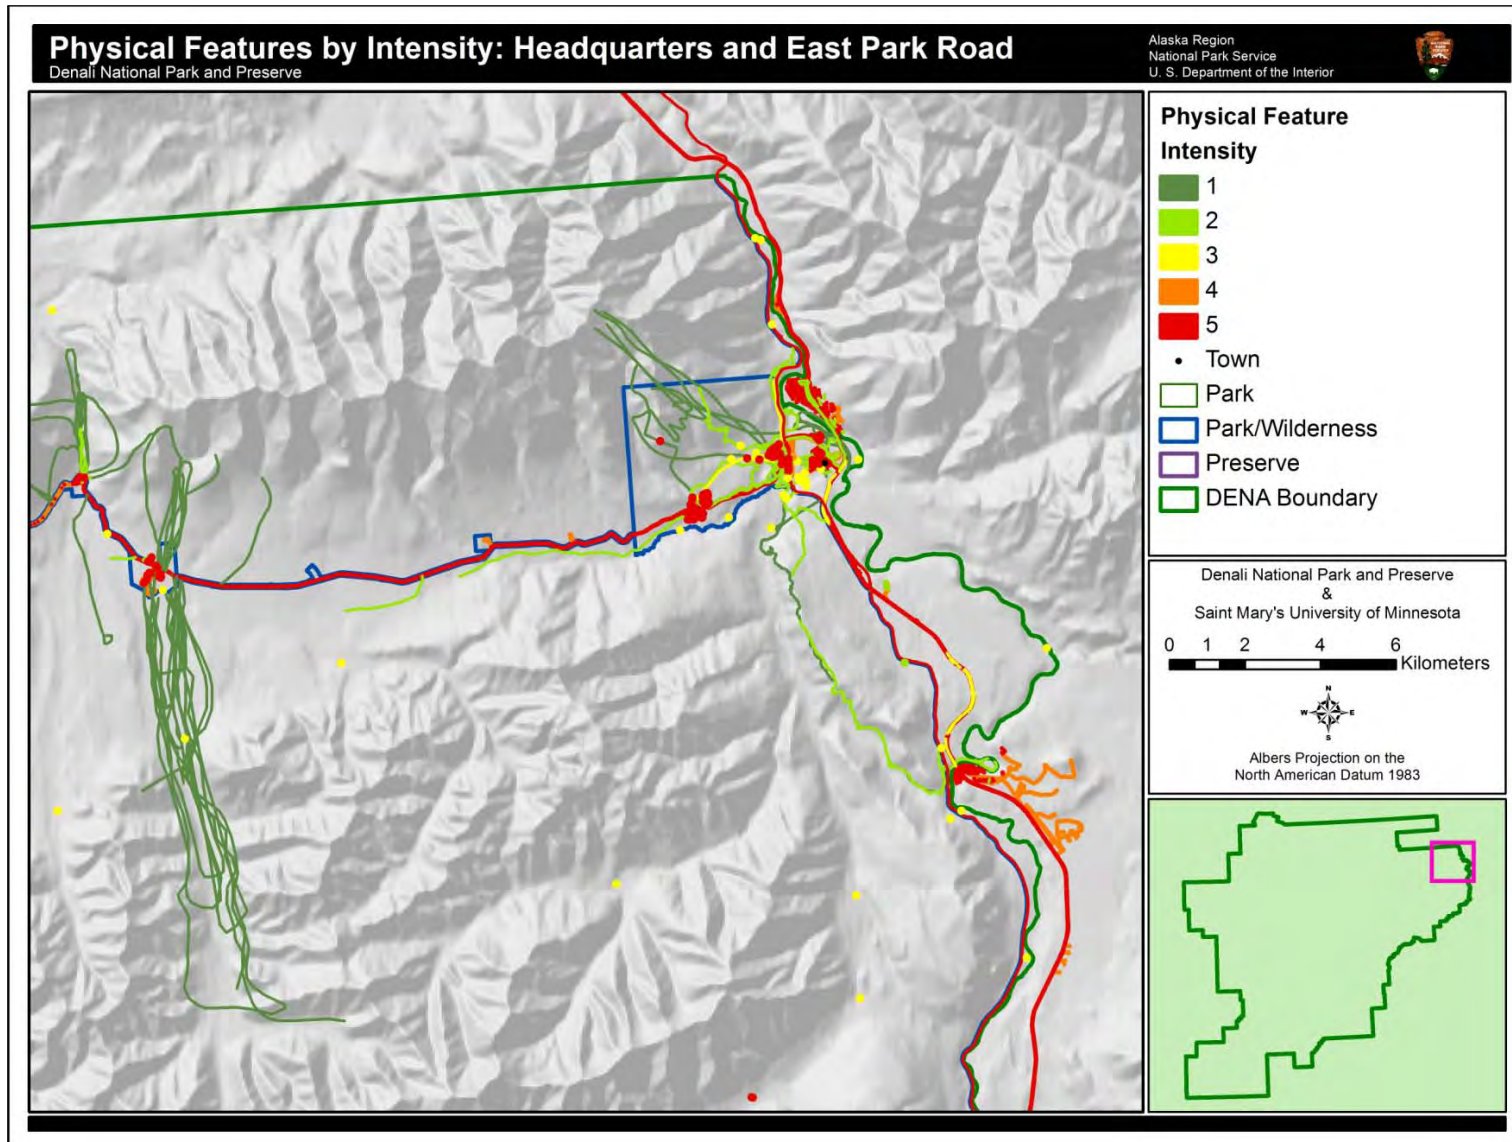 Physical Features by Intensity: Headquarters and East Park Road
Denali National Park and Preserve
Alaska Region
National Park Service
U. S. Department of the Interior
Physical Feature
Intensity
1
2
3
4
5
Town
Park
Park/Wilderness
Preserve
DENA Boundary
Denali National Park and Preserve
&
Saint Mary's University of Minnesota
0 1 2 4 6
Kilometers
N
W E
S
Albers Projection on the
North American Datum 1983